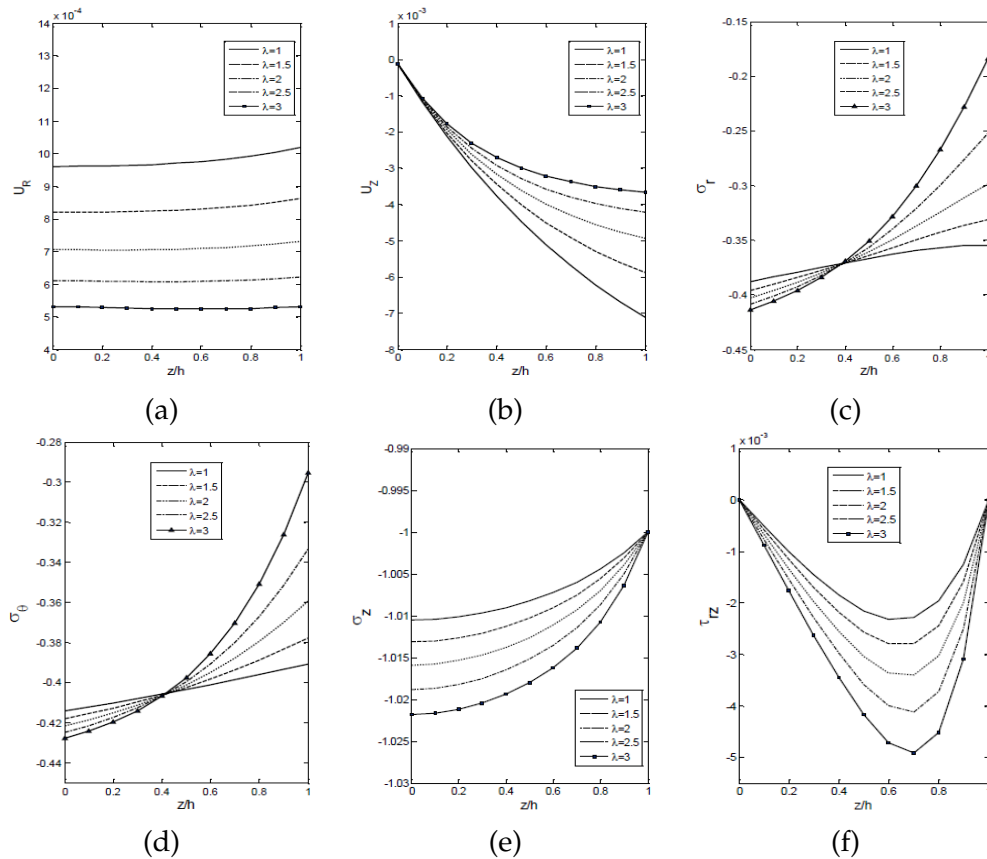 × 10⁻⁴
14
13
12
11
10
9
8
7
6
5
4
0 0.2 0.4 0.6 0.8 1
z/h
U_R
λ=1
λ=1.5
λ=2
λ=2.5
λ=3
(a)
× 10⁻³
1
0
-1
-2
-3
-4
-5
-6
-7
-8
0 0.2 0.4 0.6 0.8 1
z/h
U_Z
λ=1
λ=1.5
λ=2
λ=2.5
λ=3
(b)
-0.15
-0.2
-0.25
-0.3
-0.35
-0.4
-0.45
0 0.2 0.4 0.6 0.8 1
z/h
σ_r
λ=1
λ=1.5
λ=2
λ=2.5
λ=3
(c)
-0.28
-0.3
-0.32
-0.34
-0.36
-0.38
-0.4
-0.42
-0.44
0 0.2 0.4 0.6 0.8 1
z/h
σ_θ
λ=1
λ=1.5
λ=2
λ=2.5
λ=3
(d)
-0.99
-0.995
-1
-1.005
-1.01
-1.015
-1.02
-1.025
-1.03
0 0.2 0.4 0.6 0.8 1
z/h
σ_z
λ=1
λ=1.5
λ=2
λ=2.5
λ=3
(e)
× 10⁻³
1
0
-1
-2
-3
-4
-5
0 0.2 0.4 0.6 0.8 1
z/h
τ_rz
λ=1
λ=1.5
λ=2
λ=2.5
λ=3
(f)